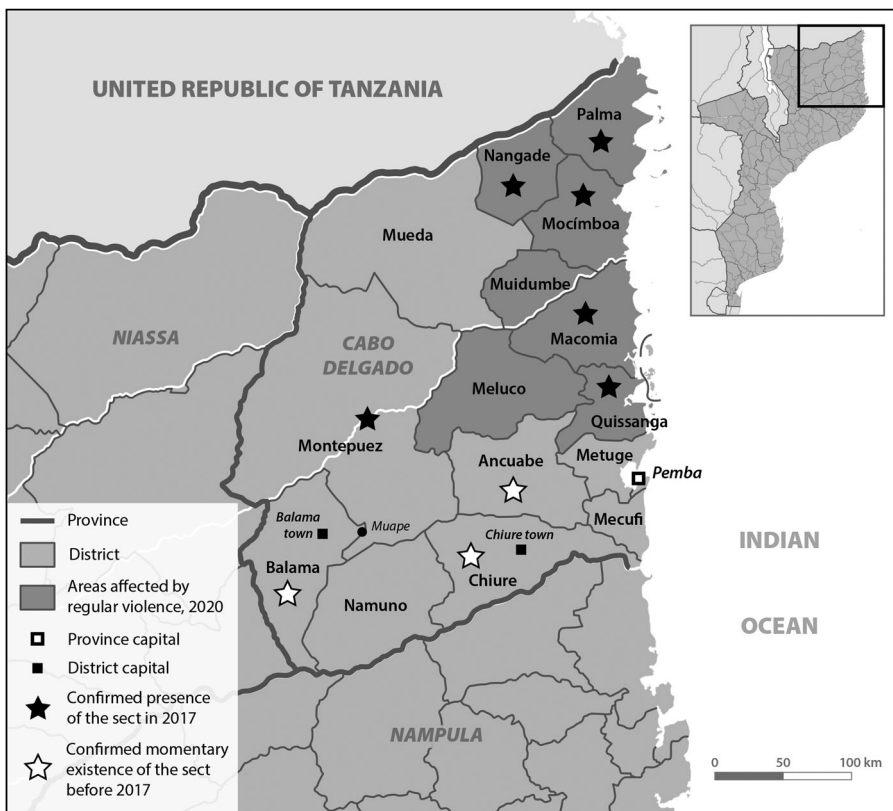 UNITED REPUBLIC OF TANZANIA
Palma
Nangade
Mocímboa
Mueda
Muidumbe
NIASSA
CABO
DELGADO
Macomia
Meluco
Quissanga
Montepuez
Ancuabe
Metuge
Pemba
Mecufi
Balama
town
Muape
Chiure town
Balama
Chiure
Namuno
NAMPULA
INDIAN
OCEAN
Province
District
Areas affected by
regular violence, 2020
Province capital
District capital
Confirmed presence
of the sect in 2017
Confirmed momentary
existence of the sect
before 2017
0 50 100 km